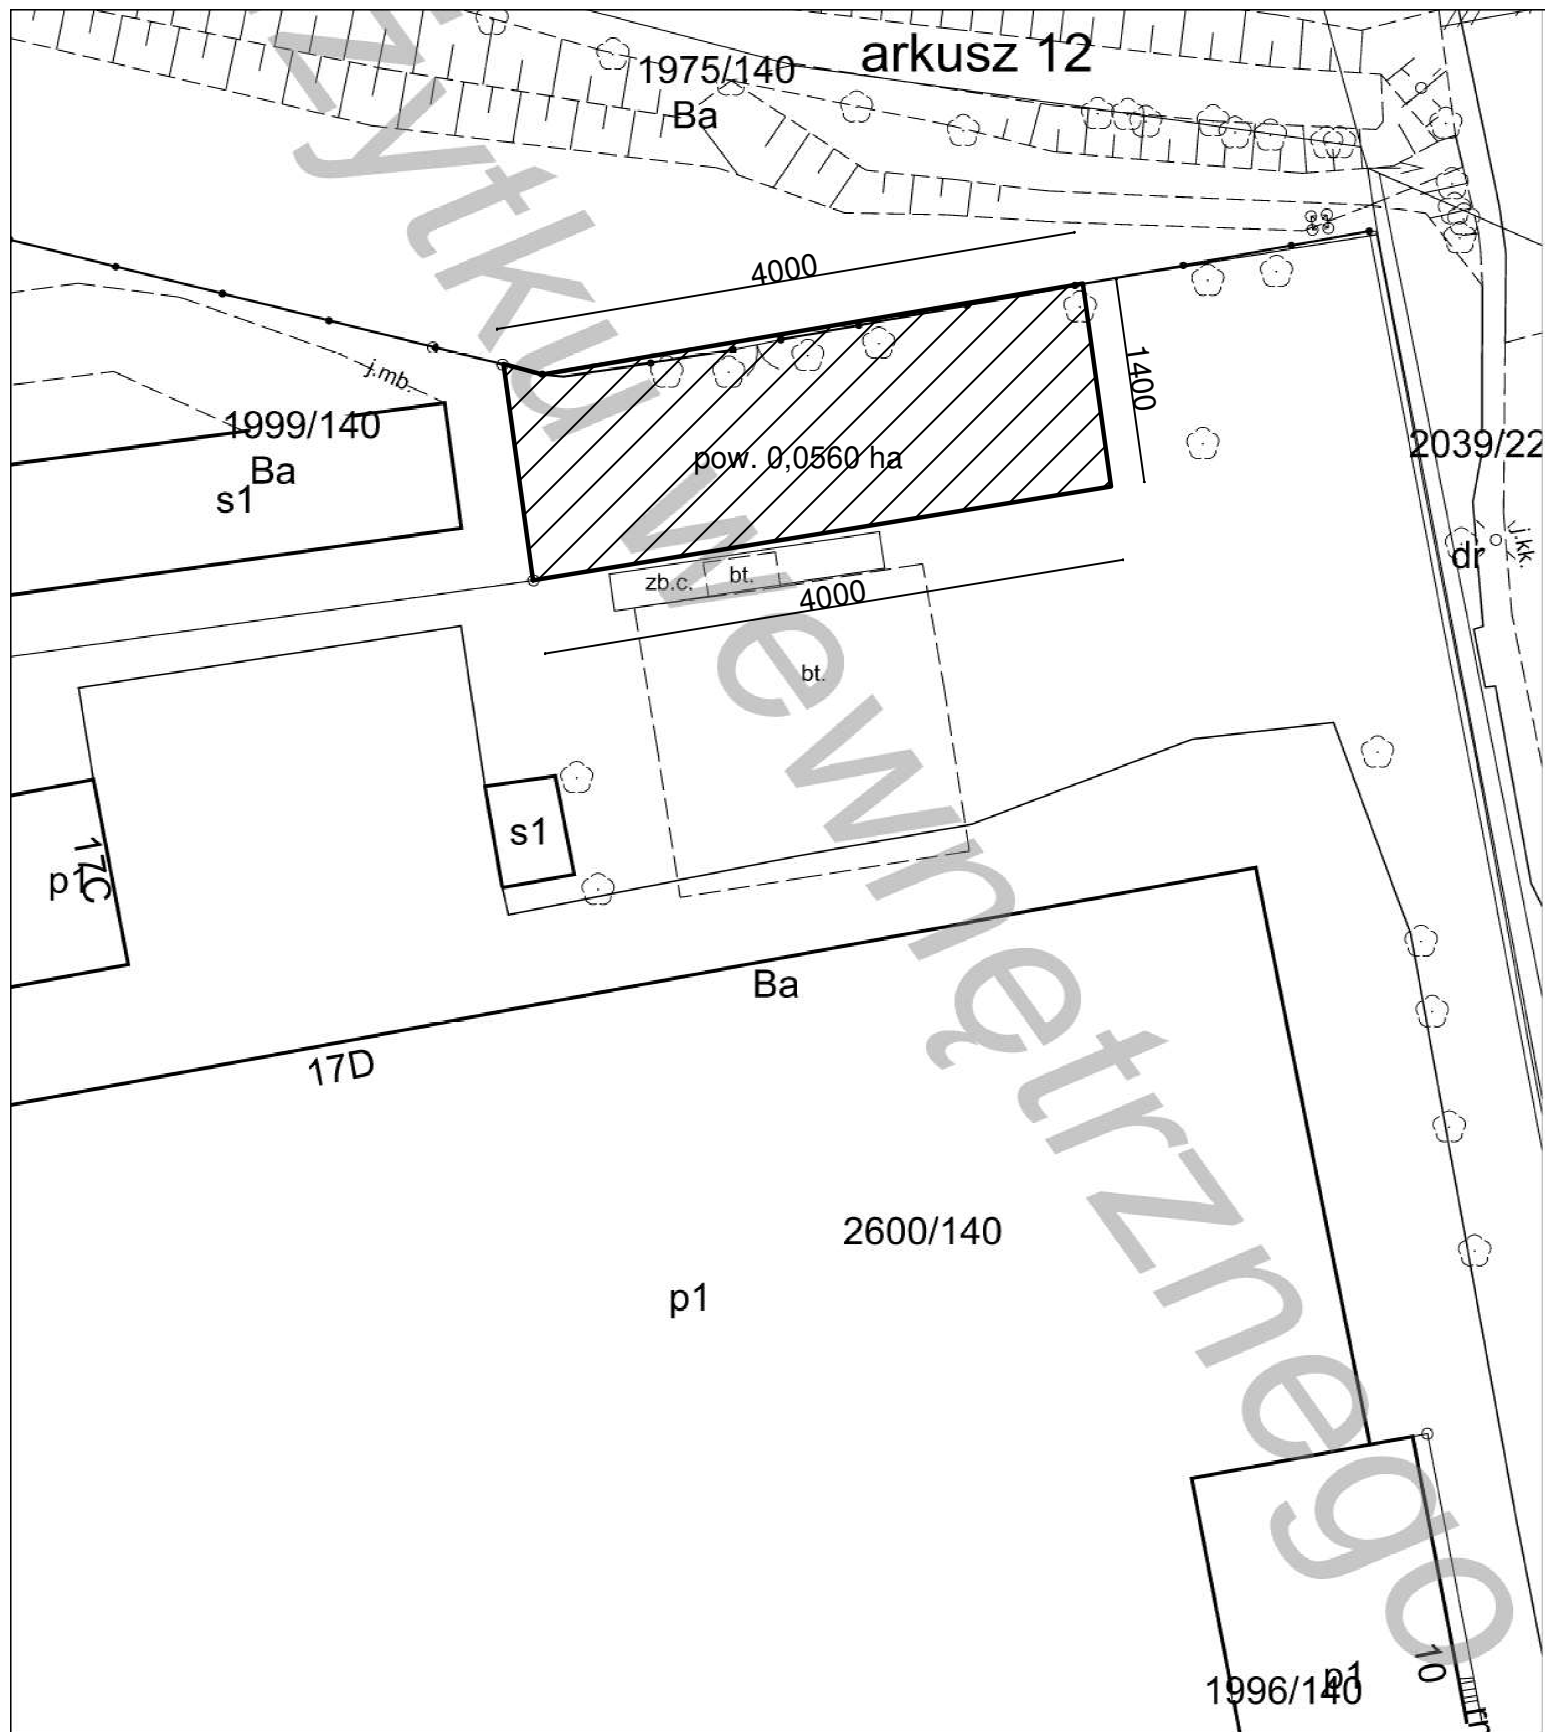 arkusz 12
1975/140
Ba
4000
j.mb.
1400
1999/140
Ba
s1
pow. 0,0560 ha
2039/22
dr
j.kk.
zb.c.
bt.
4000
bt.
s1
17C
p1
Ba
17D
2600/140
p1
10
p1
1996/140
żytku wewnętrznego